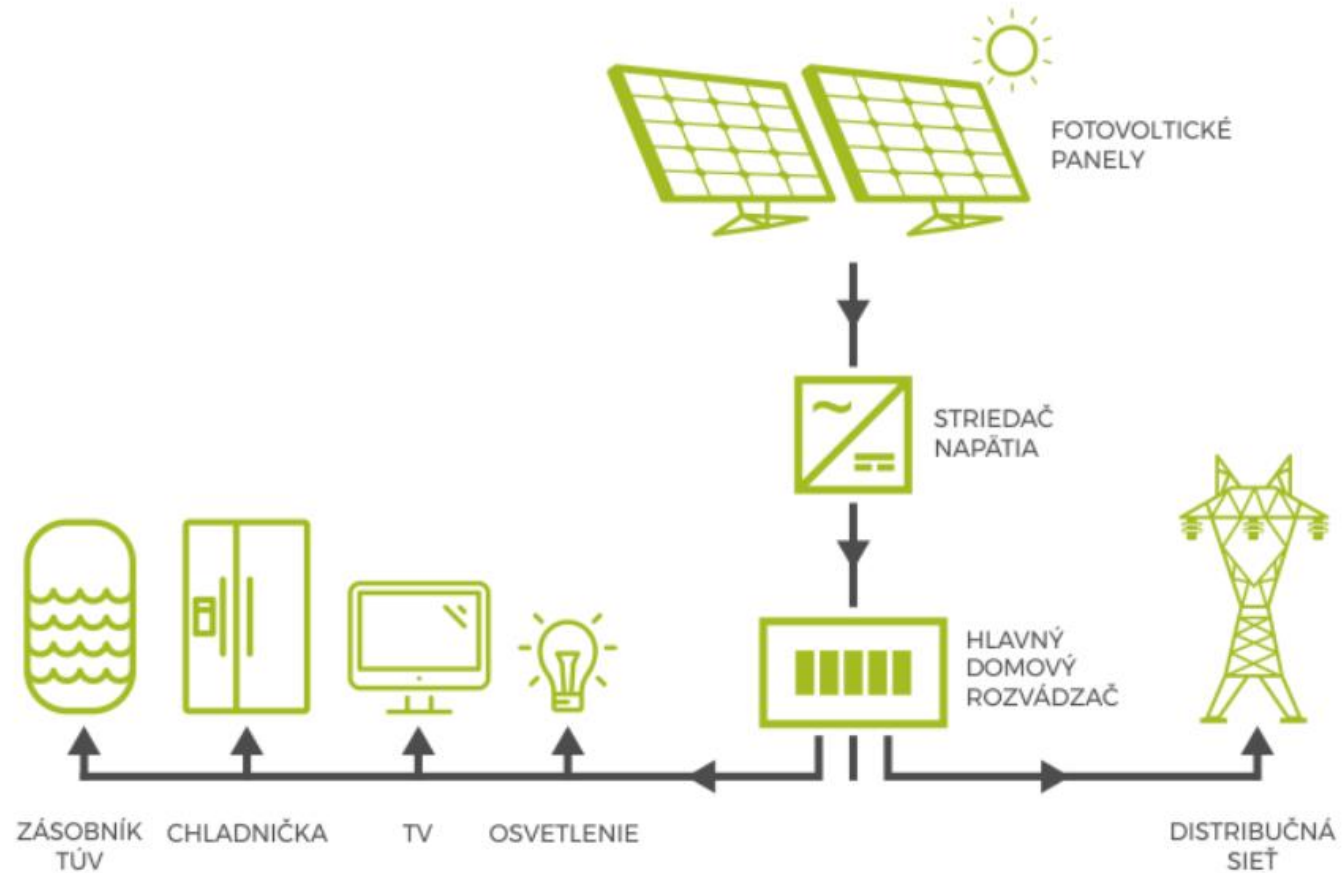 FOTOVOLTICKÉ
PANELY
STRIEDAČ
NAPÄTIA
HLAVNÝ
DOMOVÝ
ROZVÁDZAČ
ZÁSOBNÍK
TÚV
CHLADNIČKA
TV
OSVETLENIE
DISTRIBUČNÁ
SIEŤ